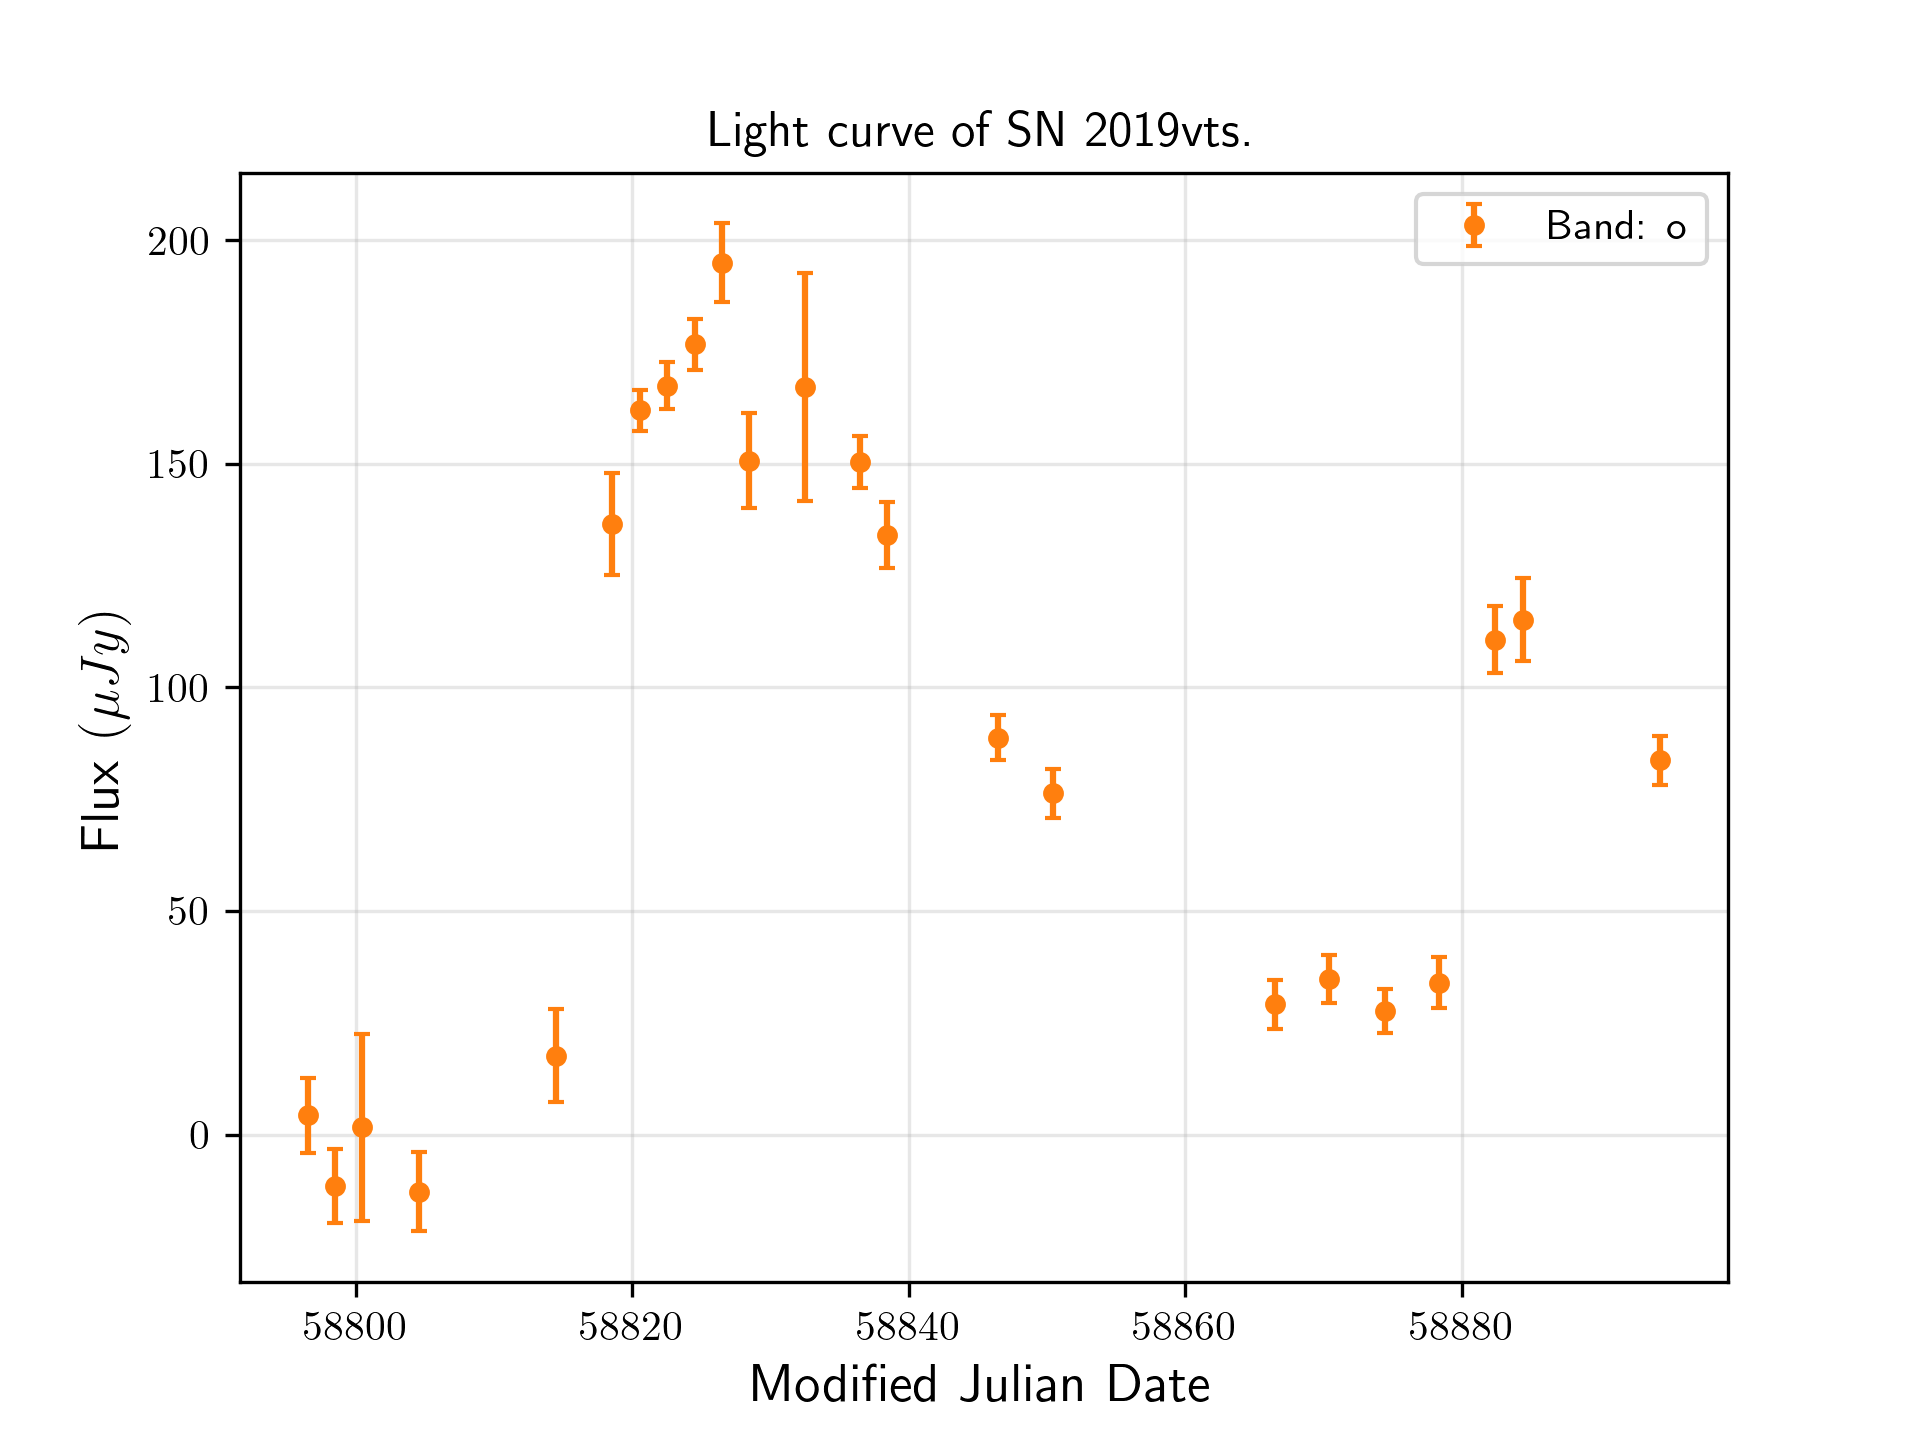 Light curve of SN 2019vts.
Band: o
200
150
100
50
0
Flux (μJy)
58800 58820 58840 58860 58880
Modified Julian Date